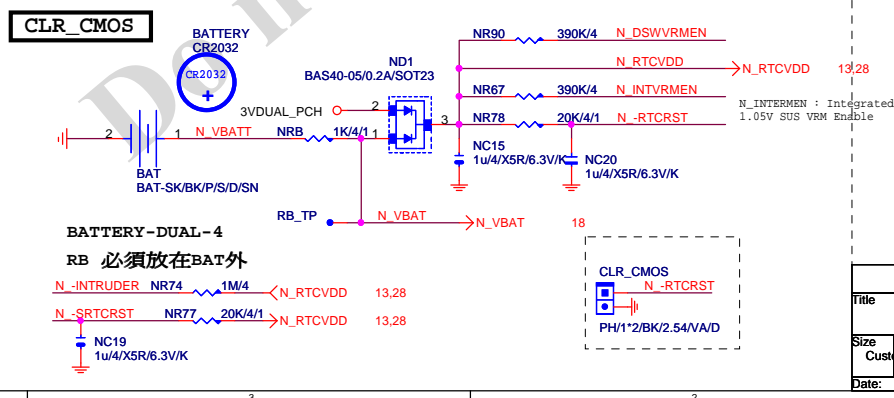 CLR_CMOS
Do n
BATTERY
CR2032
CR2032
+
ND1
BAS40-05/0.2A/SOT23
3VDUAL_PCH
2
1
3
2
1
N_VBATT
NRB
1K/4/1
BAT
BAT-SK/BK/P/S/D/SN
NR90
390K/4
N_DSWVRMEN
N_RTCVDD
N_RTCVDD
13,28
NR67
390K/4
N_INTVRMEN
NR78
20K/4/1
N_-RTCRST
N_INTERMEN : Integrated
1.05V SUS VRM Enable
NC15
1u/4/X5R/6.3V/K
NC20
1u/4/X5R/6.3V/K
RB_TP
N_VBAT
N_VBAT
18
BATTERY-DUAL-4
RB 必須放在BAT外
N_-INTRUDER
NR74
1M/4
N_RTCVDD
13,28
N_-SRTCRST
NR77
20K/4/1
N_RTCVDD
13,28
NC19
1u/4/X5R/6.3V/K
CLR_CMOS
N_-RTCRST
PH/1*2/BK/2.54/VA/D
Title
Size
Custo
Date:
3
2